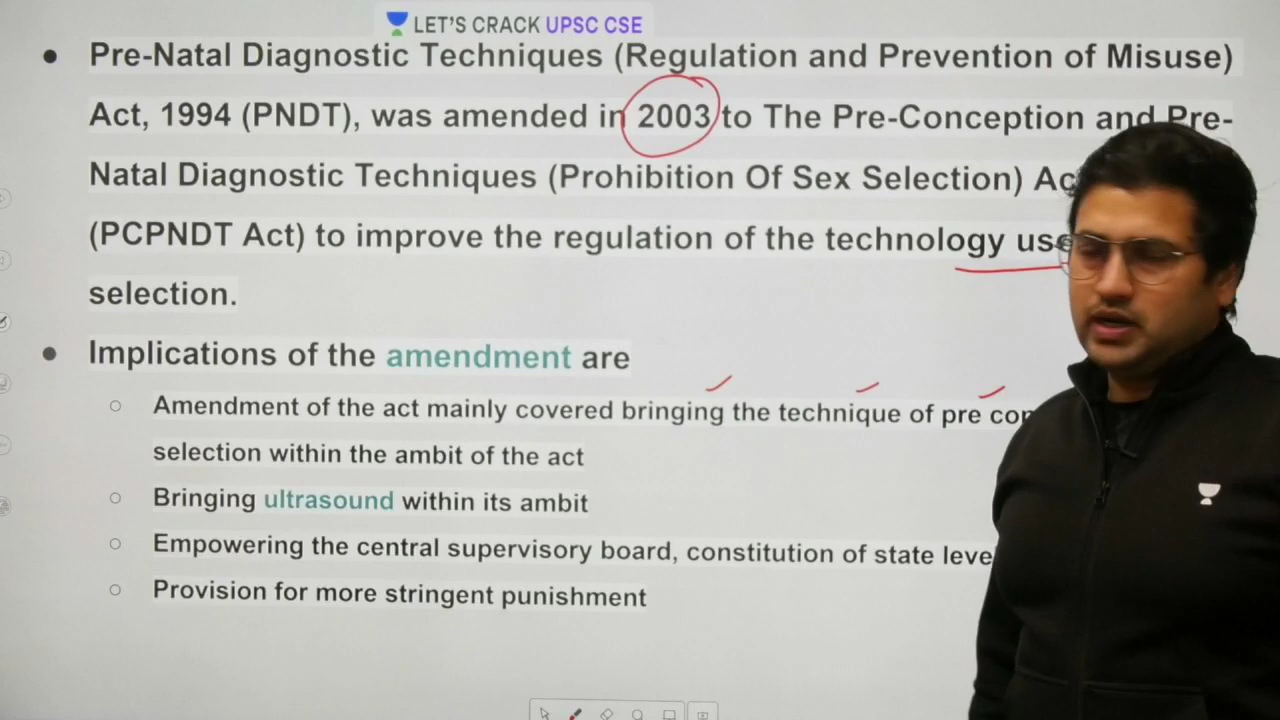 LET'S CRACK UPSC CSE
Pre-Natal Diagnostic Techniques (Regulation and Prevention of Misuse)
Act, 1994 (PNDT), was amended in 2003 to The Pre-Conception and Pre-
Natal Diagnostic Techniques (Prohibition Of Sex Selection)
(PCPNDT Act) to improve the regulation of the technology
selection.
Implications of the amendment are
Amendment of the act mainly covered bringing the technique of pre
selection within the ambit of the act
Bringing ultrasound within its ambit
Empowering the central supervisory board, constitution of state
Provision for more stringent punishment